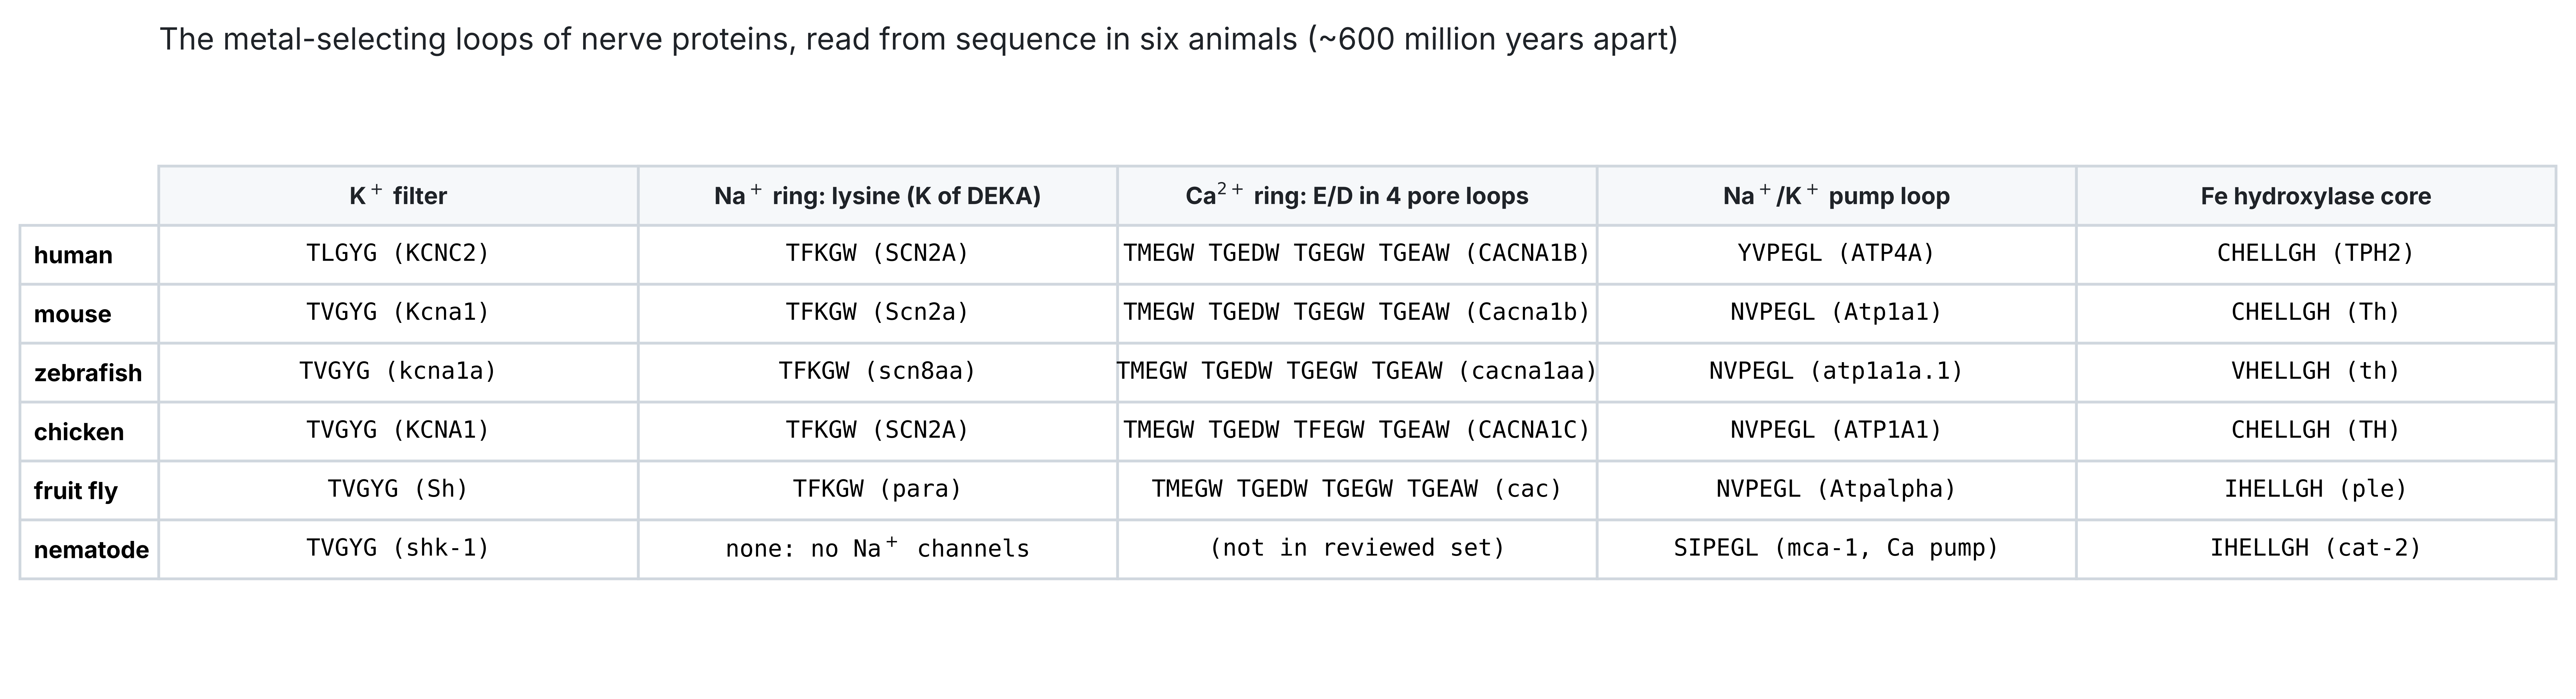 The metal-selecting loops of nerve proteins, read from sequence in six animals (~600 million years apart)
K⁺ filter Na⁺ ring: lysine (K of DEKA) Ca²⁺ ring: E/D in 4 pore loops Na⁺/K⁺ pump loop Fe hydroxylase core
human TLGYG (KCNC2) TFKGW (SCN2A) TMEGW TGEDW TGEGW TGEAW (CACNA1B) YVPEGL (ATP4A) CHELLGH (TPH2)
mouse TVGYG (Kcna1) TFKGW (Scn2a) TMEGW TGEDW TGEGW TGEAW (Cacna1b) NVPEGL (Atp1a1) CHELLGH (Th)
zebrafish TVGYG (kcna1a) TFKGW (scn8aa) TMEGW TGEDW TGEGW TGEAW (cacna1aa) NVPEGL (atp1a1a.1) VHELLGH (th)
chicken TVGYG (KCNA1) TFKGW (SCN2A) TMEGW TGEDW TFEGW TGEAW (CACNA1C) NVPEGL (ATP1A1) CHELLGH (TH)
fruit fly TVGYG (Sh) TFKGW (para) TMEGW TGEDW TGEGW TGEAW (cac) NVPEGL (Atpalpha) IHELLGH (ple)
nematode TVGYG (shk-1) none: no Na⁺ channels (not in reviewed set) SIPEGL (mca-1, Ca pump) IHELLGH (cat-2)